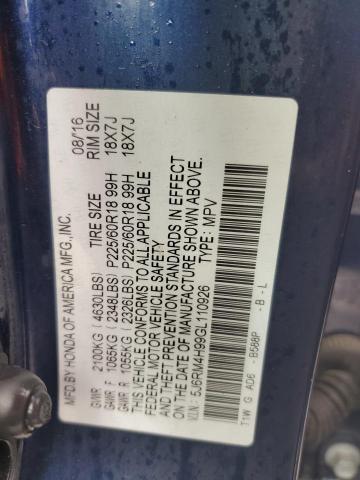 MFD.BY HONDA OF AMERICA MFG.,INC. 08/16
TIRE SIZE RIM SIZE
GVWR 2100KG (4630LBS)
GAWR F 1065KG (2348LBS) P225/60R18 99H 18X7J
GAWR R 1055KG (2326LBS) P225/60R18 99H 18X7J
THIS VEHICLE CONFORMS TO ALL APPLICABLE
FEDERAL MOTOR VEHICLE SAFETY
AND THEFT PREVENTION STANDARDS IN EFFECT
ON THE DATE OF MANUFACTURE SHOWN ABOVE.
V.I.N.: 5J6RM4H99GL110926 TYPE: MPV
T1W G AD6 -B588P -B - L